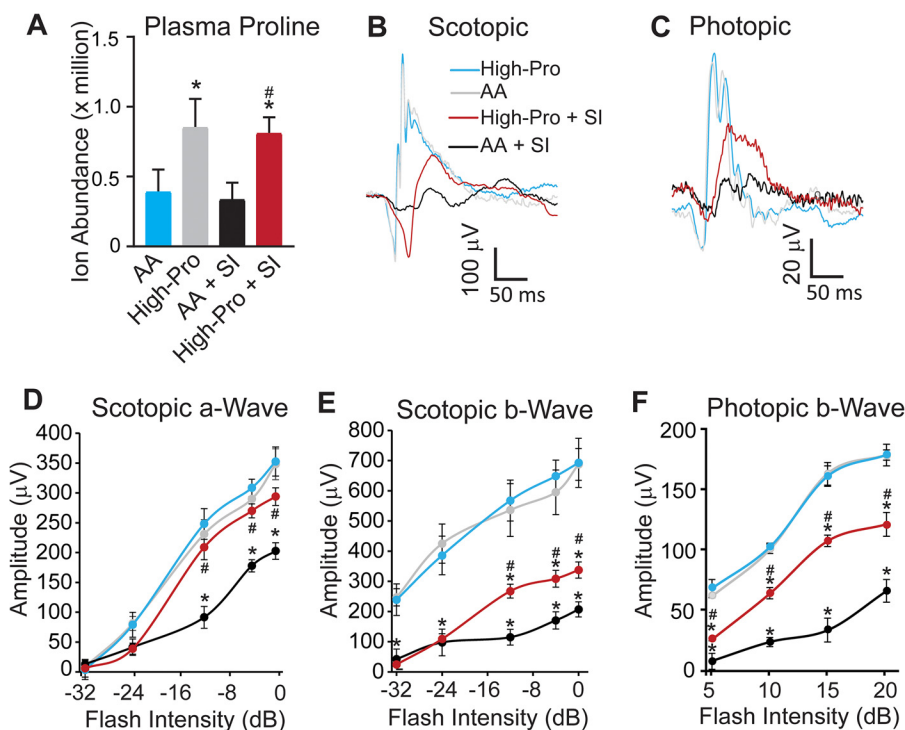 A Plasma Proline
Ion Abundance (x million)
1.5
1.0
0.5
0
*
#
*
AA
High-Pro
AA + SI
High-Pro + SI
B Scotopic
High-Pro
AA
High-Pro + SI
AA + SI
100 µV
50 ms
C Photopic
20 µV
50 ms
D Scotopic a-Wave
Amplitude (µV)
400
350
300
250
200
150
100
50
0
#
#
#
*
*
*
-32 -24 -16 -8 0
Flash Intensity (dB)
E Scotopic b-Wave
Amplitude (µV)
800
700
600
500
400
300
200
100
0
# # #
* * *
* * * * *
-32 -24 -16 -8 0
Flash Intensity (dB)
F Photopic b-Wave
Amplitude (µV)
200
150
100
50
0
# # # #
* * * *
* * * *
5 10 15 20
Flash Intensity (dB)